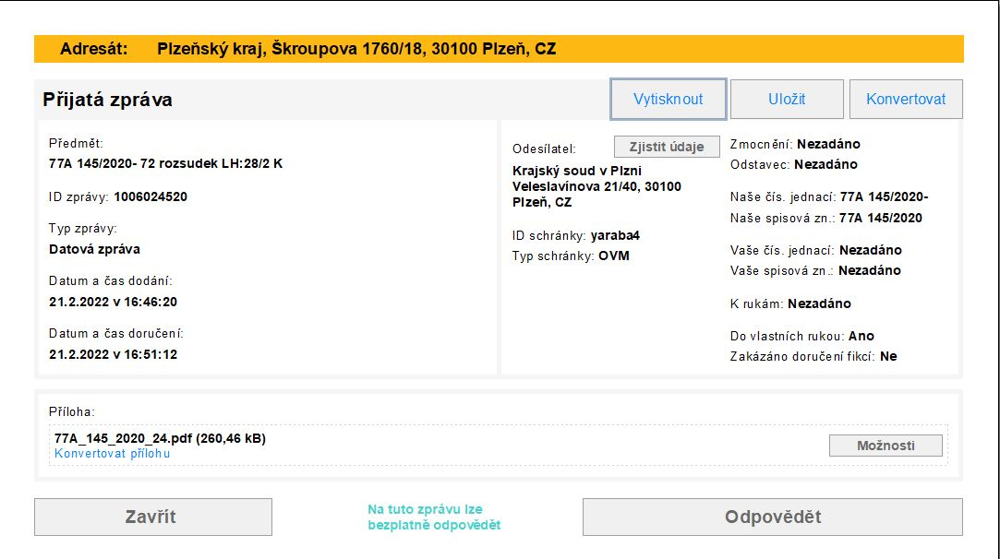 Adresát: Plzeňský kraj, Škroupova 1760/18, 30100 Plzeň, CZ
Přijatá zpráva
Vytisknout
Uložit
Konvertovat
Předmět:
77A 145/2020- 72 rozsudek LH:28/2 K
ID zprávy: 1006024520
Typ zprávy:
Datová zpráva
Datum a čas dodání:
21.2.2022 v 16:46:20
Datum a čas doručení:
21.2.2022 v 16:51:12
Odesílatel:
Zjistit údaje
Krajský soud v Plzni
Veleslavínova 21/40, 30100
Plzeň, CZ
ID schránky: yaraba4
Typ schránky: OVM
Zmocnění: Nezadáno
Odstavec: Nezadáno
Naše čís. jednací: 77A 145/2020-
Naše spisová zn.: 77A 145/2020
Vaše čís. jednací: Nezadáno
Vaše spisová zn.: Nezadáno
K rukám: Nezadáno
Do vlastních rukou: Ano
Zakázáno doručení fikcí: Ne
Příloha:
77A_145_2020_24.pdf (260,46 kB)
Konvertovat přílohu
Možnosti
Zavřít
Na tuto zprávu lze
bezplatně odpovědět
Odpovědět